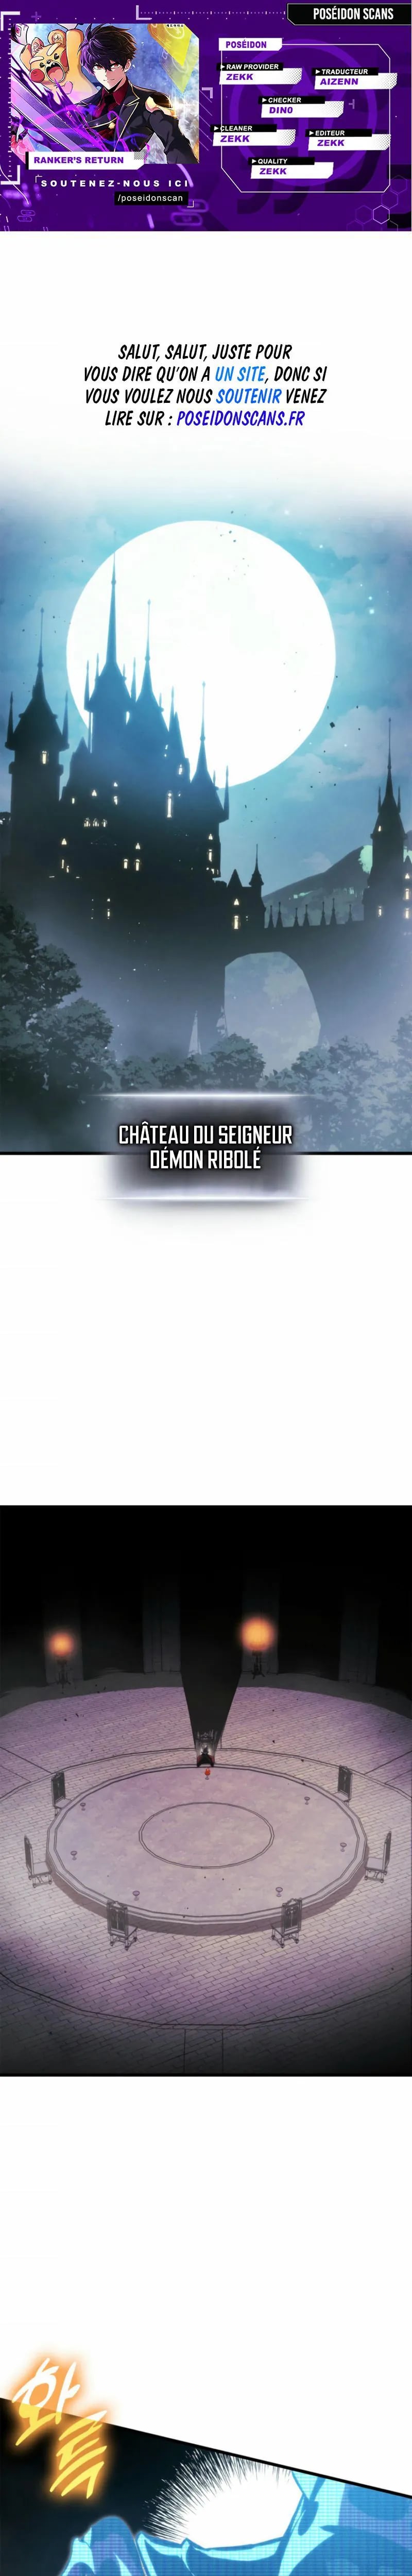 POSÉIDON SCANS
POSÉIDON
RAW PROVIDER
ZEKK
TRADUCTEUR
AIZENN
CHECKER
DINO
CLEANER
ZEKK
EDITEUR
ZEKK
QUALITY
ZEKK
RANKER'S RETURN
SOUTENEZ-NOUS ICI
/poseidonscan
SALUT, SALUT, JUSTE POUR
VOUS DIRE QU'ON A UN SITE, DONC SI
VOUS VOULEZ NOUS SOUTENIR VENEZ
LIRE SUR : POSEIDONSCANS.FR
CHÂTEAU DU SEIGNEUR
DÉMON RIBOLÉ
화
륵